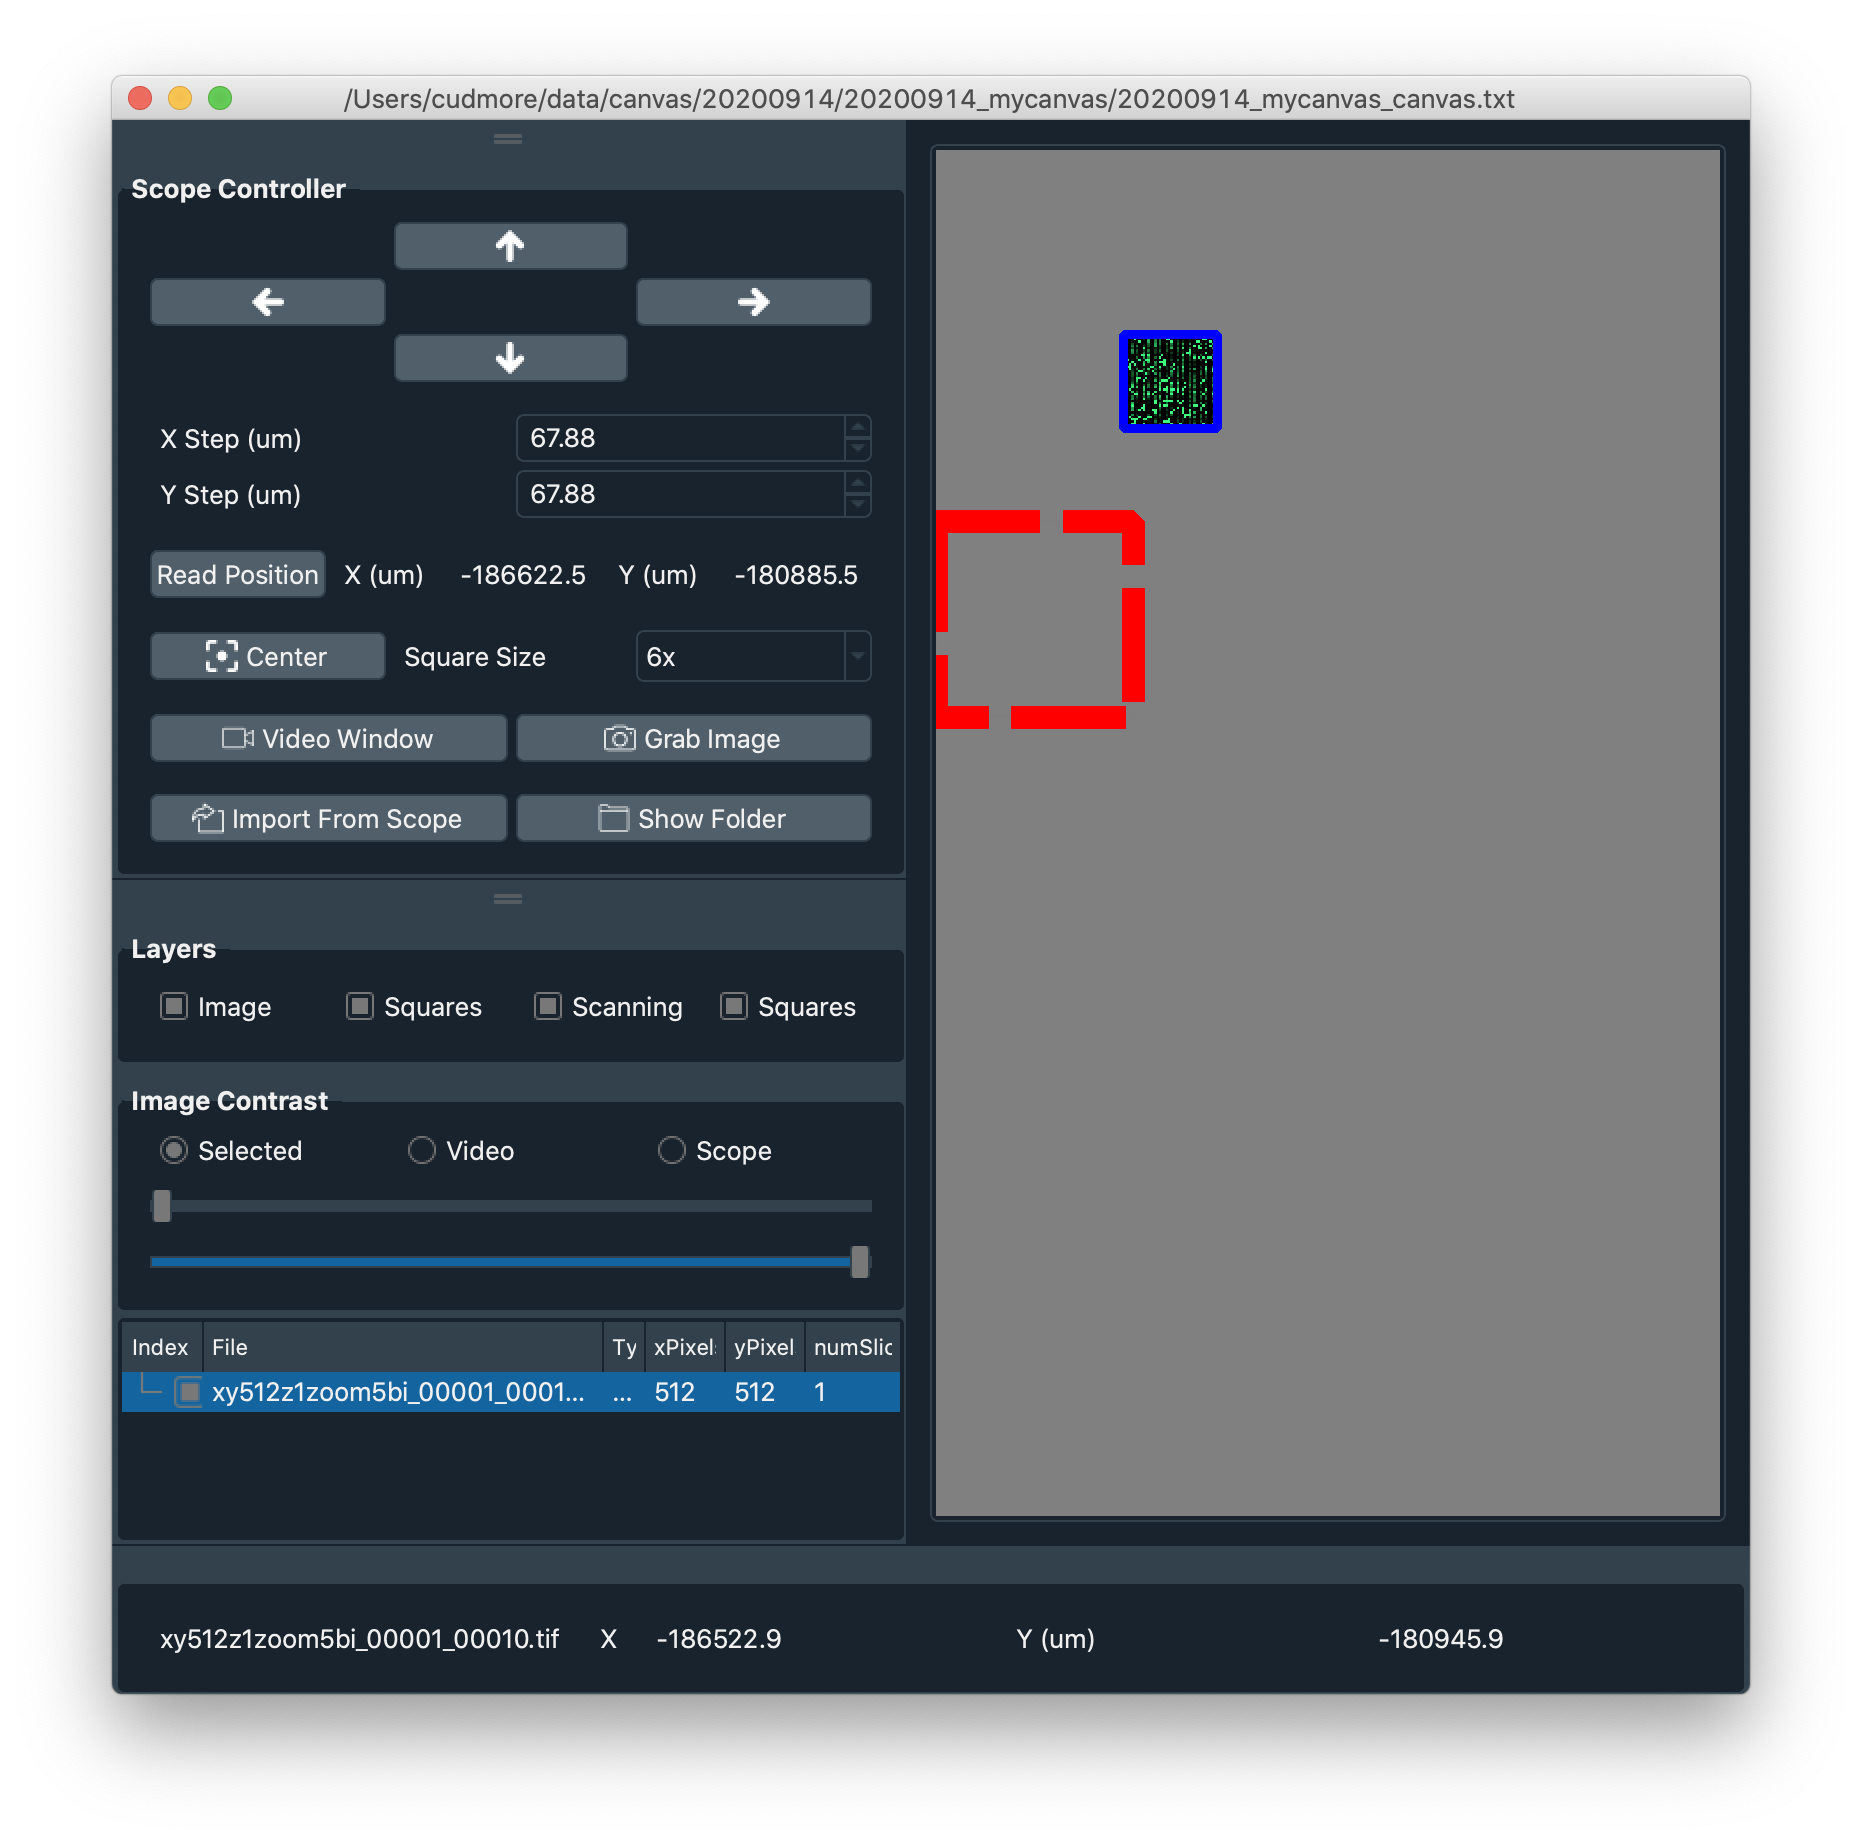 /Users/cudmore/data/canvas/20200914/20200914_mycanvas/20200914_mycanvas_canvas.txt
Scope Controller
X Step (um) 67.88
Y Step (um) 67.88
Read Position X (um) -186622.5 Y (um) -180885.5
Center Square Size 6x
Video Window Grab Image
Import From Scope Show Folder
Layers
Image Squares Scanning Squares
Image Contrast
Selected Video Scope
Index File Ty xPixel yPixel numSlic
xy512z1zoom5bi_00001_0001... ... 512 512 1
xy512z1zoom5bi_00001_00010.tif X -186522.9 Y (um) -180945.9